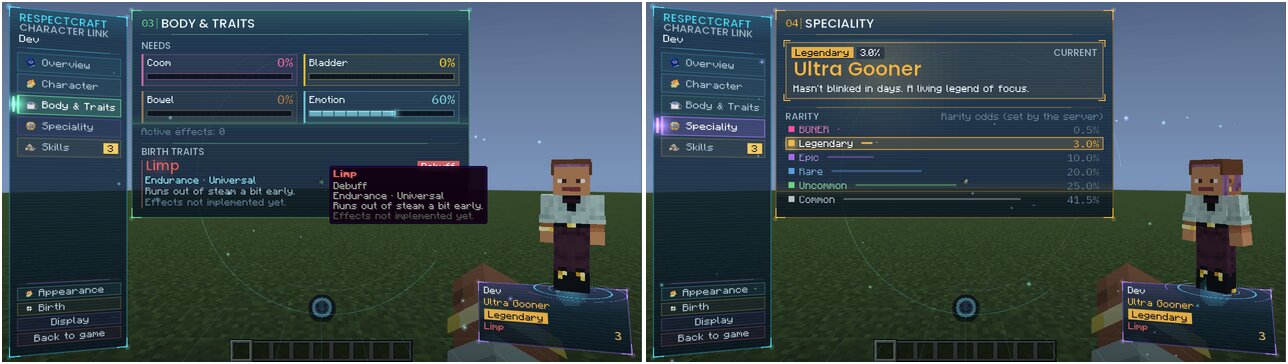 RESPECTCRAFT
CHARACTER LINK
Dev
Overview
Character
Body & Traits
Speciality
Skills 3
Appearance
Birth
Display
Back to game
03 | BODY & TRAITS
NEEDS
Coom 0%
Bladder 0%
Bowel 0%
Emotion 60%
Active effects: 0
BIRTH TRAITS
Limp Debuff
Endurance · Universal
Runs out of steam a bit early.
Effects not implemented yet.
Limp
Debuff
Endurance · Universal
Runs out of steam a bit early.
Effects not implemented yet.
Dev
Ultra Gooner
Legendary
Limp
3
RESPECTCRAFT
CHARACTER LINK
Dev
Overview
Character
Body & Traits
Speciality
Skills 3
Appearance
Birth
Display
Back to game
04 | SPECIALITY
Legendary 3.0% CURRENT
Ultra Gooner
Hasn't blinked in days. A living legend of focus.
RARITY Rarity odds (set by the server)
BONER 0.5%
Legendary 3.0%
Epic 10.0%
Rare 20.0%
Uncommon 25.0%
Common 41.5%
Dev
Ultra Gooner
Legendary
Limp
3